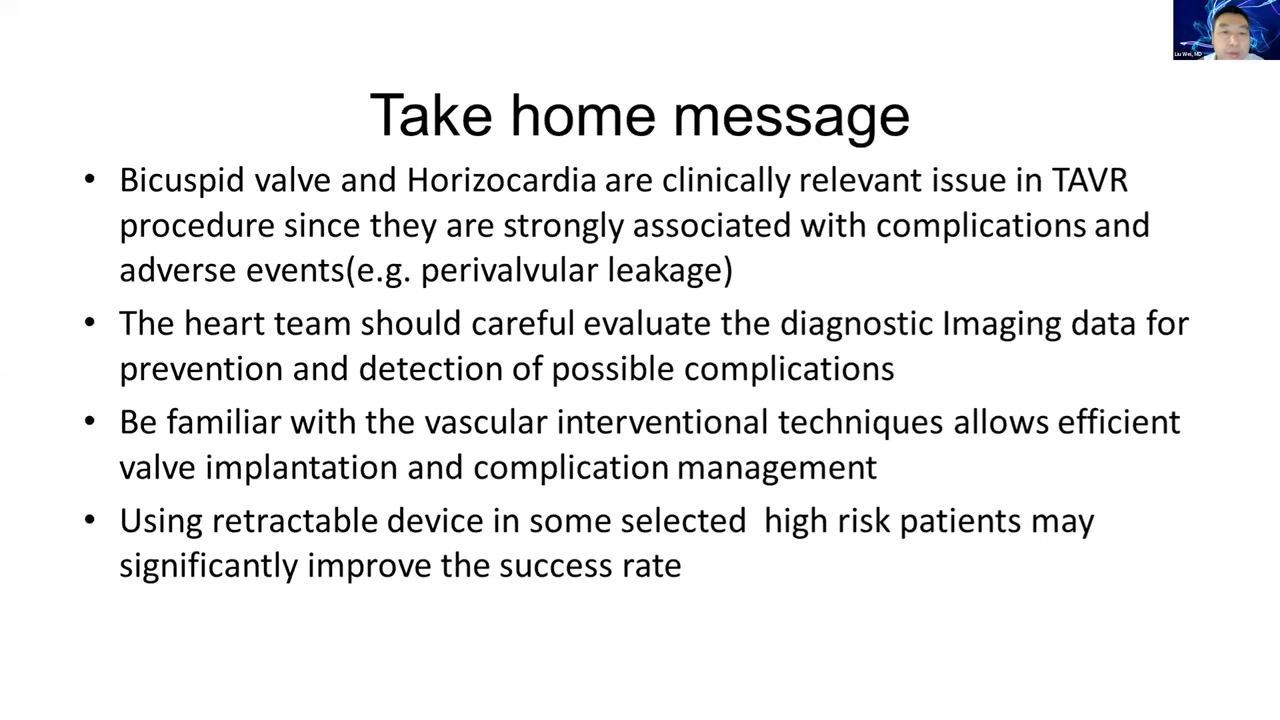 Liu Wei, MD
Take home message
• Bicuspid valve and Horizocardia are clinically relevant issue in TAVR
procedure since they are strongly associated with complications and
adverse events(e.g. perivalvular leakage)
• The heart team should careful evaluate the diagnostic Imaging data for
prevention and detection of possible complications
• Be familiar with the vascular interventional techniques allows efficient
valve implantation and complication management
• Using retractable device in some selected  high risk patients may
significantly improve the success rate